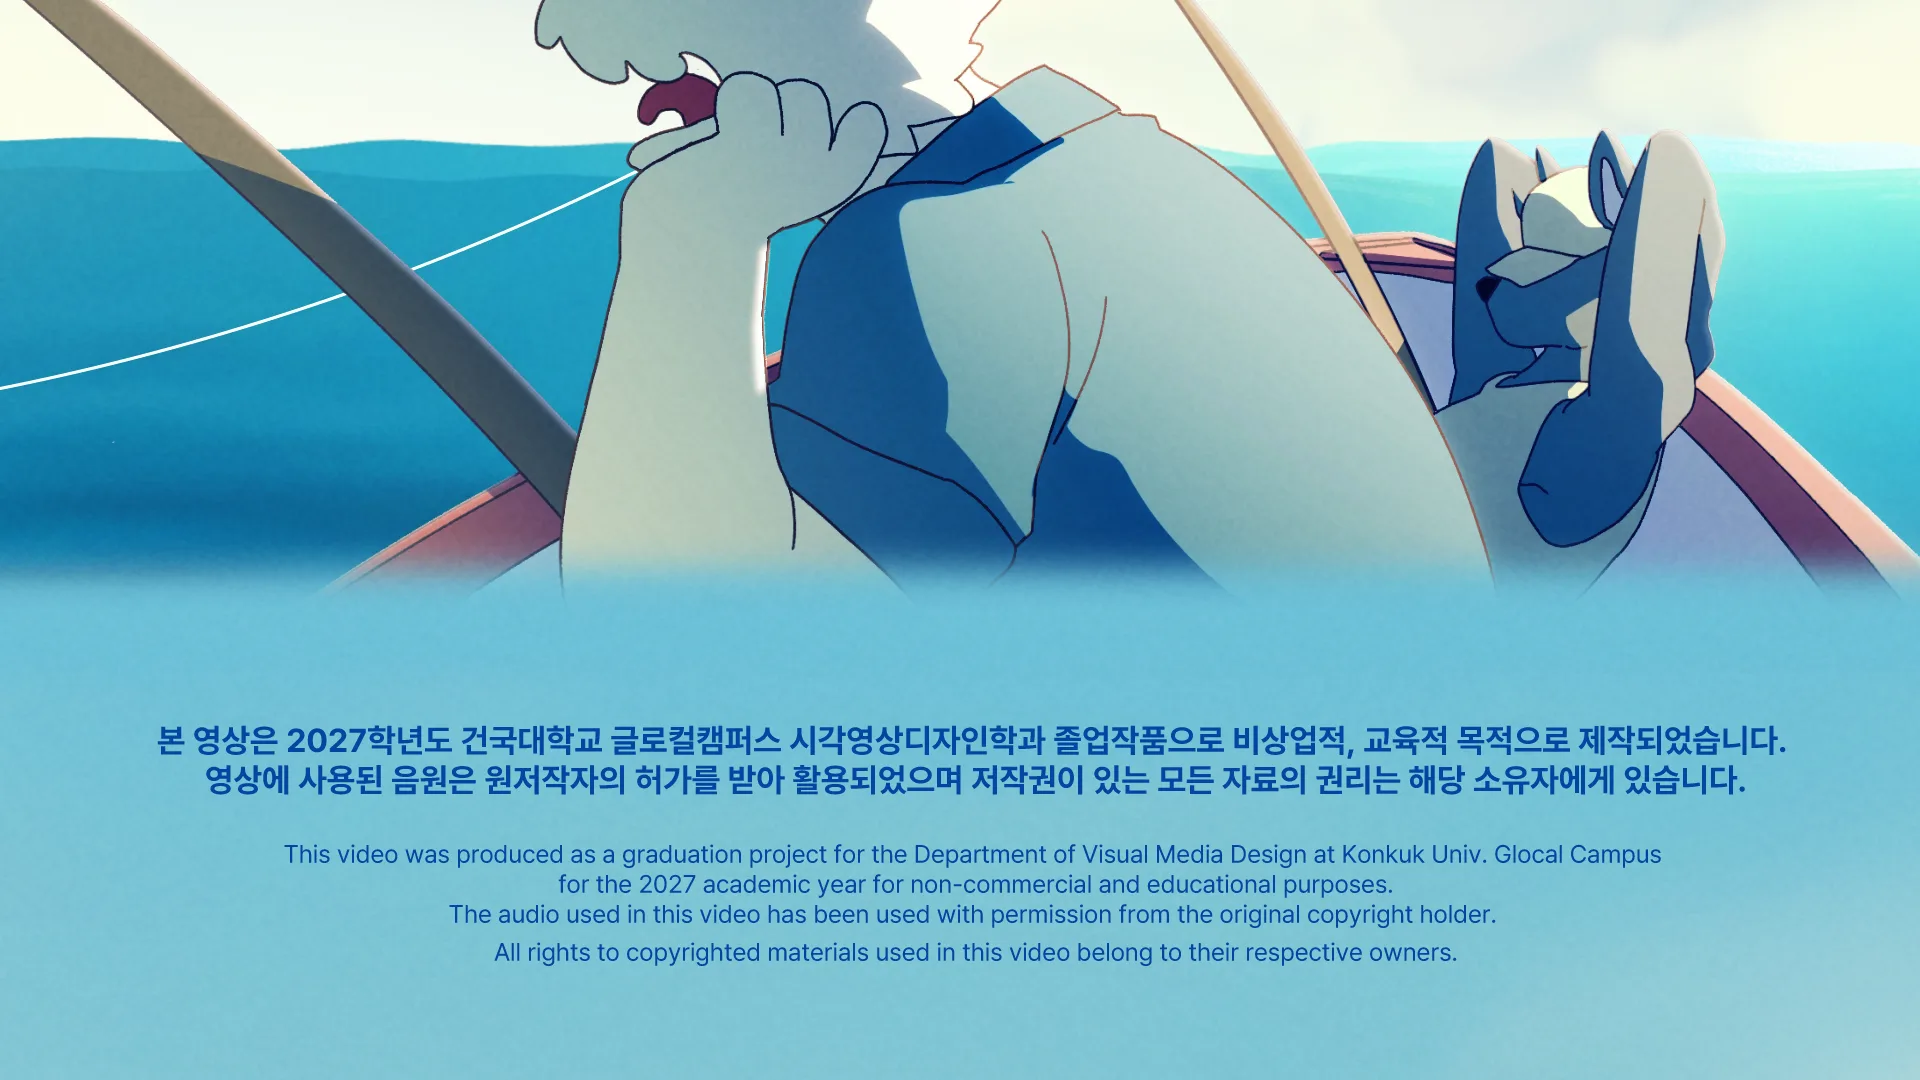 본 영상은 2027학년도 건국대학교 글로컬캠퍼스 시각영상디자인학과 졸업작품으로 비상업적, 교육적 목적으로 제작되었습니다.
영상에 사용된 음원은 원저작자의 허가를 받아 활용되었으며 저작권이 있는 모든 자료의 권리는 해당 소유자에게 있습니다.
This video was produced as a graduation project for the Department of Visual Media Design at Konkuk Univ. Glocal Campus
for the 2027 academic year for non-commercial and educational purposes.
The audio used in this video has been used with permission from the original copyright holder.
All rights to copyrighted materials used in this video belong to their respective owners.